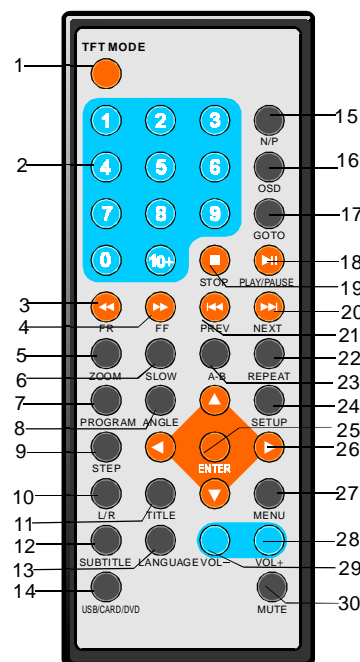 TFT MODE
1
1 2 3
15
N/P
2
4 5 6
16
OSD
7 8 9
17
GOTO
0 10+
18
STOP PLAY/PAUSE
19
3
20
4
FR FF PREV NEXT
21
5
22
ZOOM SLOW A-B REPEAT
6
23
7
24
8
PROGRAM ANGLE SETUP
25
9
ENTER
26
STEP
10
27
L/R TITLE MENU
11
12
28
SUBTITLE LANGUAGE VOL− VOL+
13
29
14
USB/CARD/DVD MUTE
30